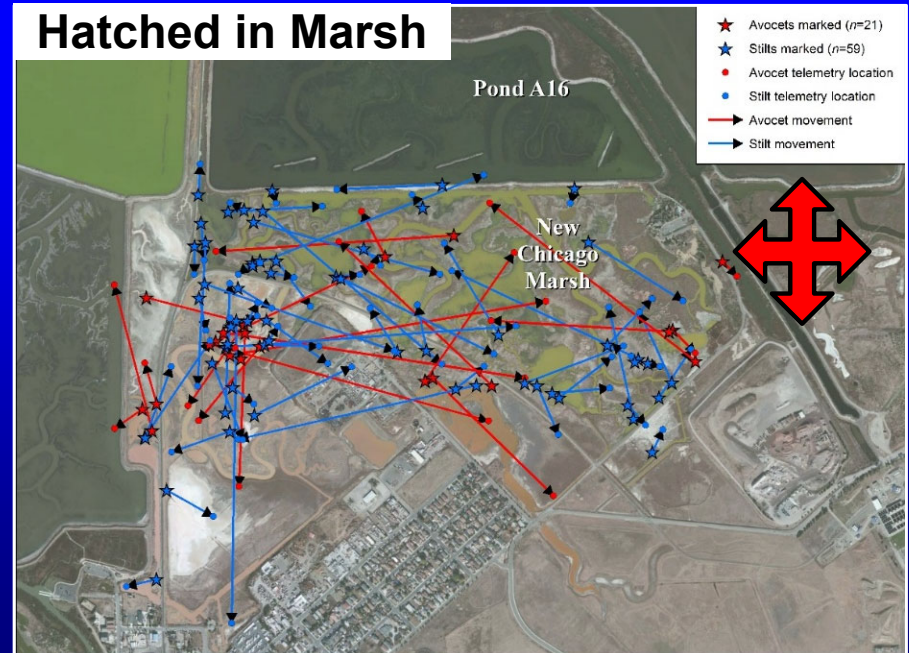 Hatched in Marsh
Avocets marked (n=21)
Stilts marked (n=59)
Avocet telemetry location
Stilt telemetry location
Avocet movement
Stilt movement
Pond A16
New
Chicago
Marsh